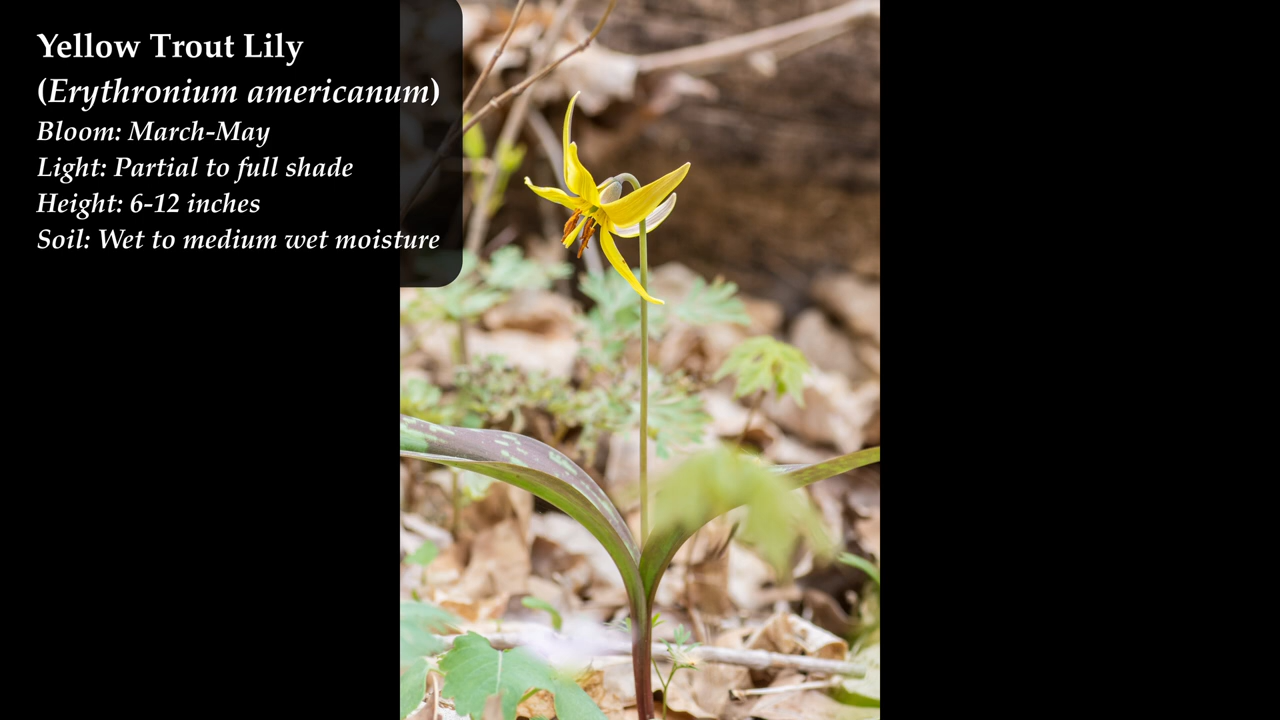 Yellow Trout Lily
(Erythronium americanum)
Bloom: March-May
Light: Partial to full shade
Height: 6-12 inches
Soil: Wet to medium wet moisture